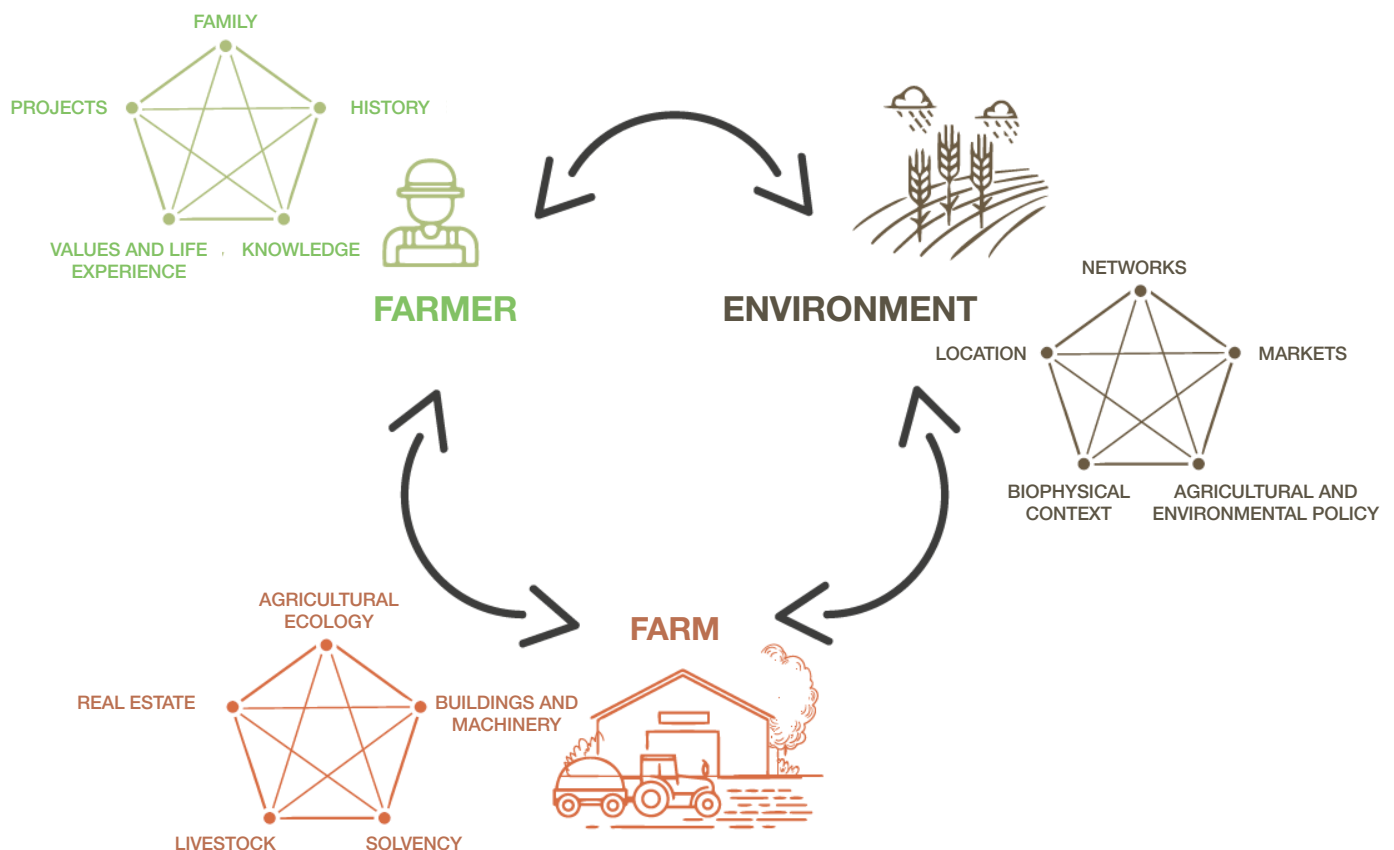 FAMILY
PROJECTS
HISTORY
VALUES AND LIFE
EXPERIENCE
KNOWLEDGE
FARMER
ENVIRONMENT
NETWORKS
LOCATION
MARKETS
BIOPHYSICAL
CONTEXT
AGRICULTURAL AND
ENVIRONMENTAL POLICY
FARM
AGRICULTURAL
ECOLOGY
REAL ESTATE
BUILDINGS AND
MACHINERY
LIVESTOCK
SOLVENCY